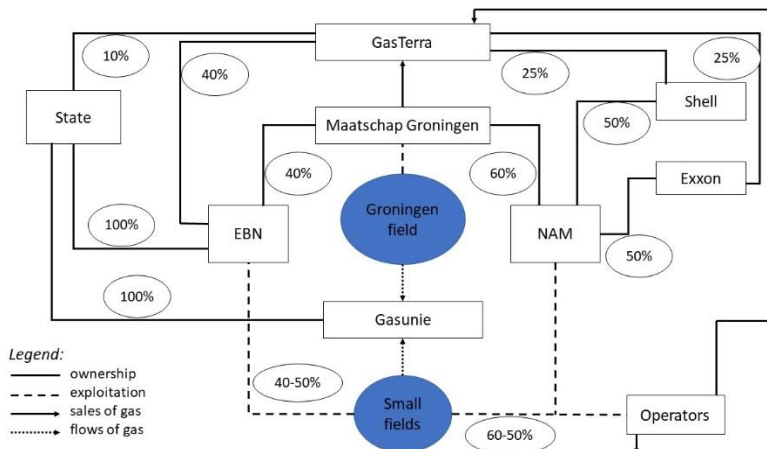 GasTerra
10%
40%
25%
25%
State
Shell
Maatschap Groningen
50%
40%
60%
Exxon
Groningen
field
100%
EBN
NAM
50%
100%
Gasunie
Legend:
ownership
exploitation
sales of gas
flows of gas
40-50%
Small
fields
Operators
60-50%